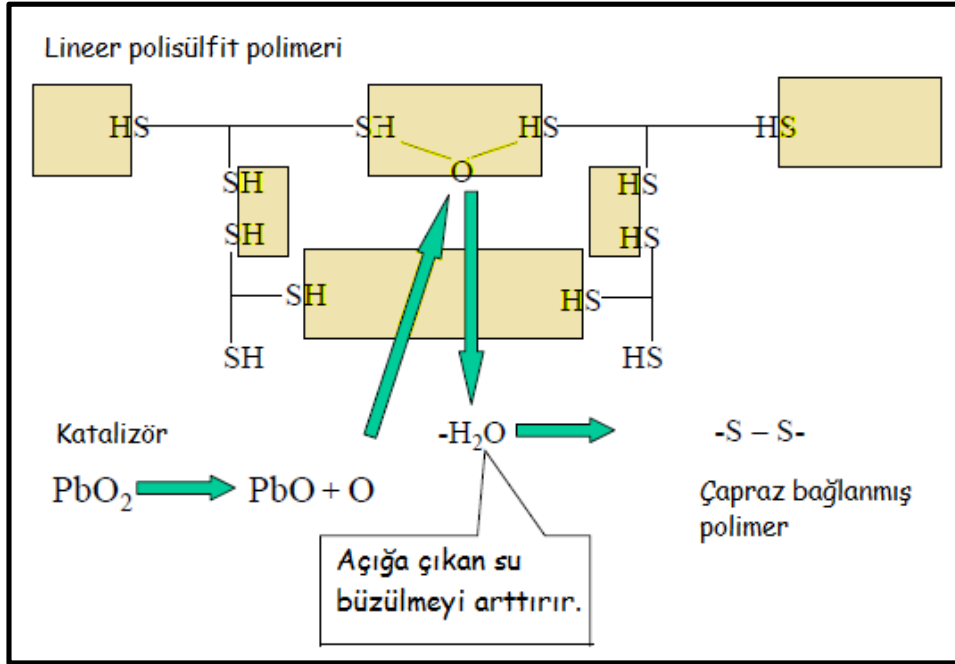 Lineer polisülfit polimeri
HS SH HS HS
O
SH HS
SH HS
SH HS
SH HS
Katalizör -H₂O -S – S-
PbO₂ PbO + O Çapraz bağlanmış
polimer
Açığa çıkan su
büzülmeyi arttırır.